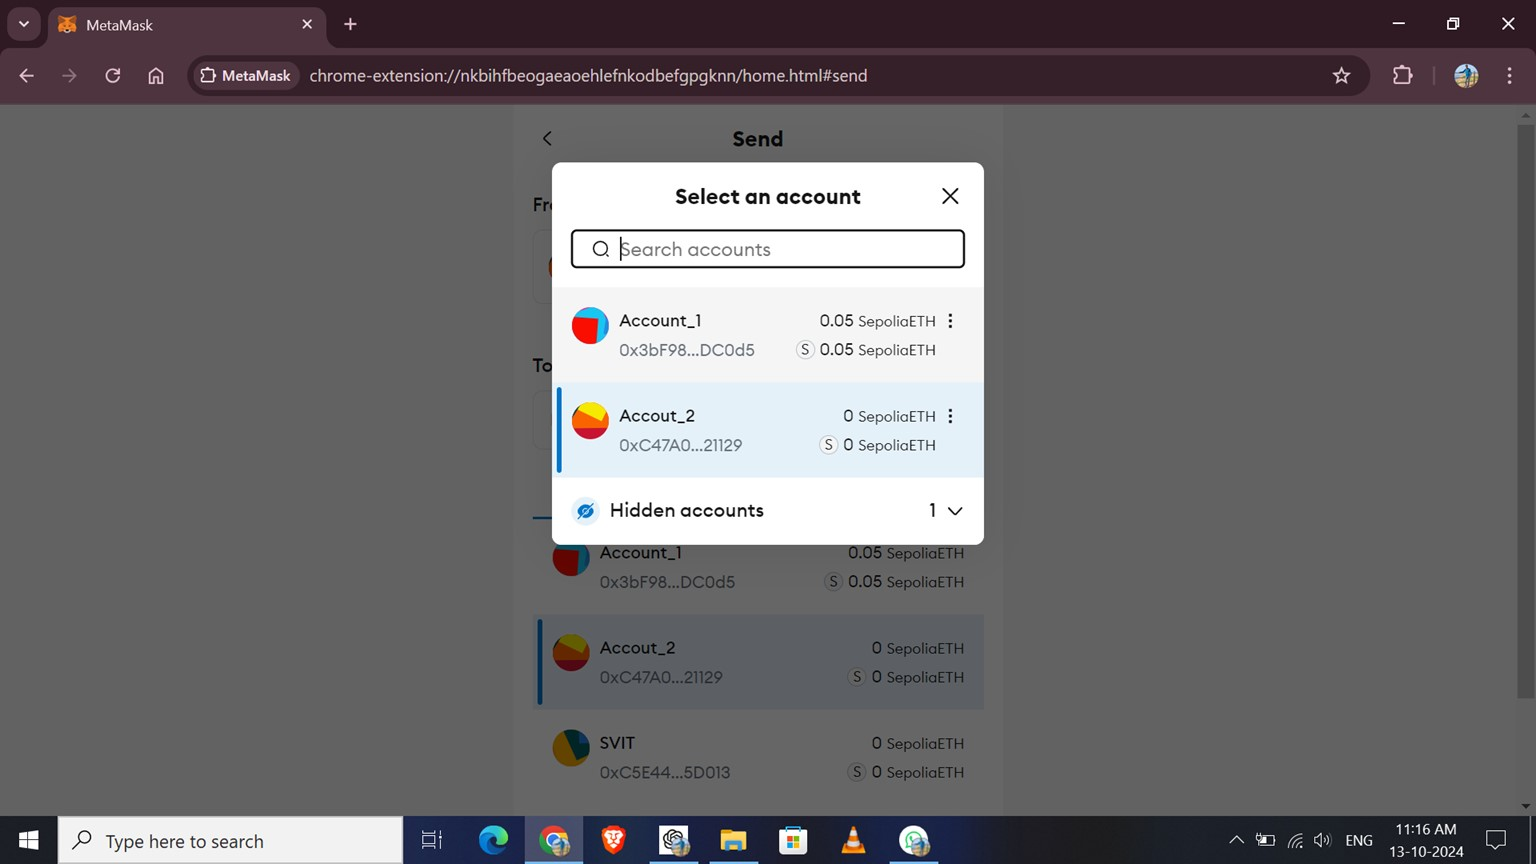 MetaMask
MetaMask
chrome-extension://nkbihfbeogaeaoehlefnkodbefgpgknn/home.html#send
Send
Select an account
Search accounts
Account_1 0.05 SepoliaETH
0x3bF98...DC0d5 S 0.05 SepoliaETH
Accout_2 0 SepoliaETH
0xC47A0...21129 S 0 SepoliaETH
Hidden accounts 1
Fr
To
Account_1 0.05 SepoliaETH
0x3bF98...DC0d5 S 0.05 SepoliaETH
Accout_2 0 SepoliaETH
0xC47A0...21129 S 0 SepoliaETH
SVIT 0 SepoliaETH
0xC5E44...5D013 S 0 SepoliaETH
Type here to search
ENG
11:16 AM
13-10-2024